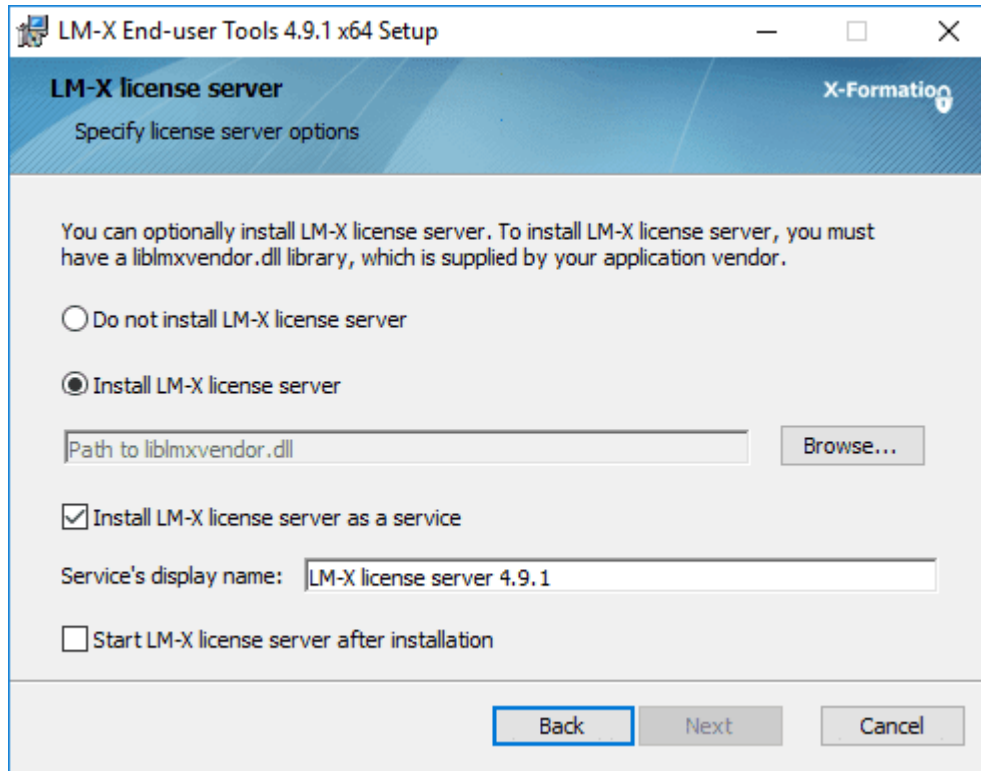 LM-X End-user Tools 4.9.1 x64 Setup
LM-X license server
X-Formation
Specify license server options
You can optionally install LM-X license server. To install LM-X license server, you must
have a liblmxvendor.dll library, which is supplied by your application vendor.
Do not install LM-X license server
Install LM-X license server
Path to liblmxvendor.dll
Browse...
Install LM-X license server as a service
Service's display name: LM-X license server 4.9.1
Start LM-X license server after installation
Back Next Cancel